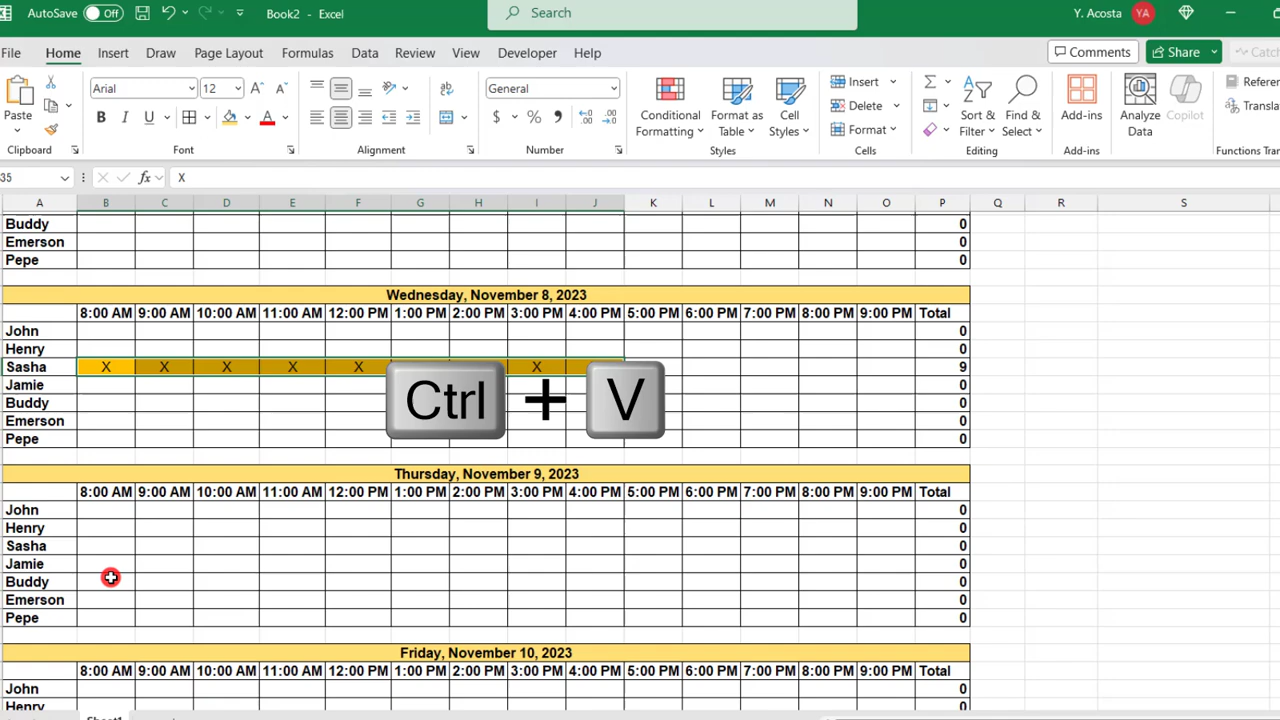 AutoSave Off Book2 - Excel Search Y. Acosta YA
File Home Insert Draw Page Layout Formulas Data Review View Developer Help Comments Share Catch
Paste Arial 12 General Conditional Formatting Format as Table Cell Styles Insert Delete Format Sort & Filter Find & Select Add-ins Analyze Data Copilot
Clipboard Font Alignment Number Styles Cells Editing Add-ins Functions
35 fx X
A B C D E F G H I J K L M N O P Q R S
Buddy 0
Emerson 0
Pepe 0
Wednesday, November 8, 2023
8:00 AM 9:00 AM 10:00 AM 11:00 AM 12:00 PM 1:00 PM 2:00 PM 3:00 PM 4:00 PM 5:00 PM 6:00 PM 7:00 PM 8:00 PM 9:00 PM Total
John 0
Henry 0
Sasha X X X X X X 9
Jamie 0
Buddy 0
Emerson 0
Pepe 0
Ctrl + V
Thursday, November 9, 2023
8:00 AM 9:00 AM 10:00 AM 11:00 AM 12:00 PM 1:00 PM 2:00 PM 3:00 PM 4:00 PM 5:00 PM 6:00 PM 7:00 PM 8:00 PM 9:00 PM Total
John 0
Henry 0
Sasha 0
Jamie 0
Buddy 0
Emerson 0
Pepe 0
Friday, November 10, 2023
8:00 AM 9:00 AM 10:00 AM 11:00 AM 12:00 PM 1:00 PM 2:00 PM 3:00 PM 4:00 PM 5:00 PM 6:00 PM 7:00 PM 8:00 PM 9:00 PM Total
John 0
Henry 0
Sheet1